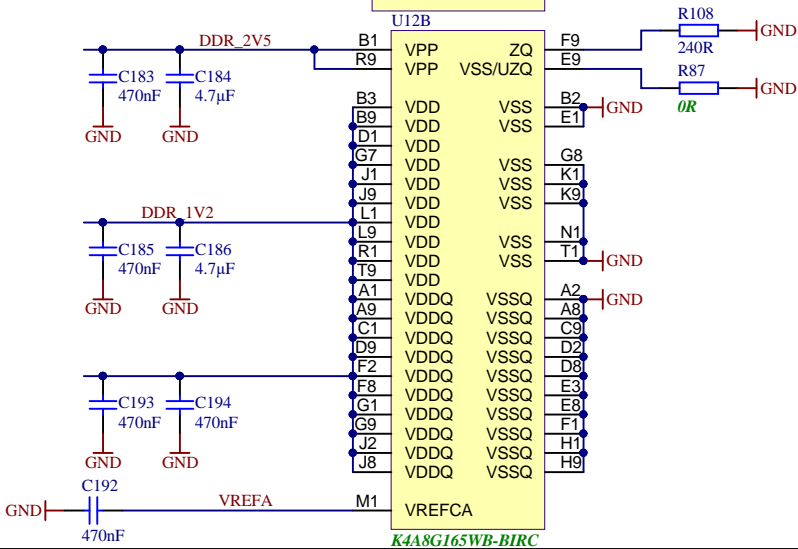 U12B
DDR_2V5
B1 VPP
R9 VPP
ZQ F9
VSS/UZQ E9
R108
240R
GND
R87
0R
GND
C183
470nF
GND
C184
4.7µF
GND
B3 VDD
B9 VDD
D1 VDD
G7 VDD
J1 VDD
J9 VDD
L1 VDD
L9 VDD
R1 VDD
T9 VDD
VSS B2
GND
VSS E1
VSS G8
VSS K1
VSS K9
VSS N1
VSS T1
GND
DDR_1V2
C185
470nF
GND
C186
4.7µF
GND
A1 VDDQ
A9 VDDQ
C1 VDDQ
D9 VDDQ
F2 VDDQ
F8 VDDQ
G1 VDDQ
G9 VDDQ
J2 VDDQ
J8 VDDQ
VSSQ A2
GND
VSSQ A8
VSSQ C9
VSSQ D2
VSSQ D8
VSSQ E3
VSSQ E8
VSSQ F1
VSSQ H1
VSSQ H9
C193
470nF
GND
C194
470nF
GND
C192
GND
470nF
VREFA
M1 VREFCA
K4A8G165WB-BIRC